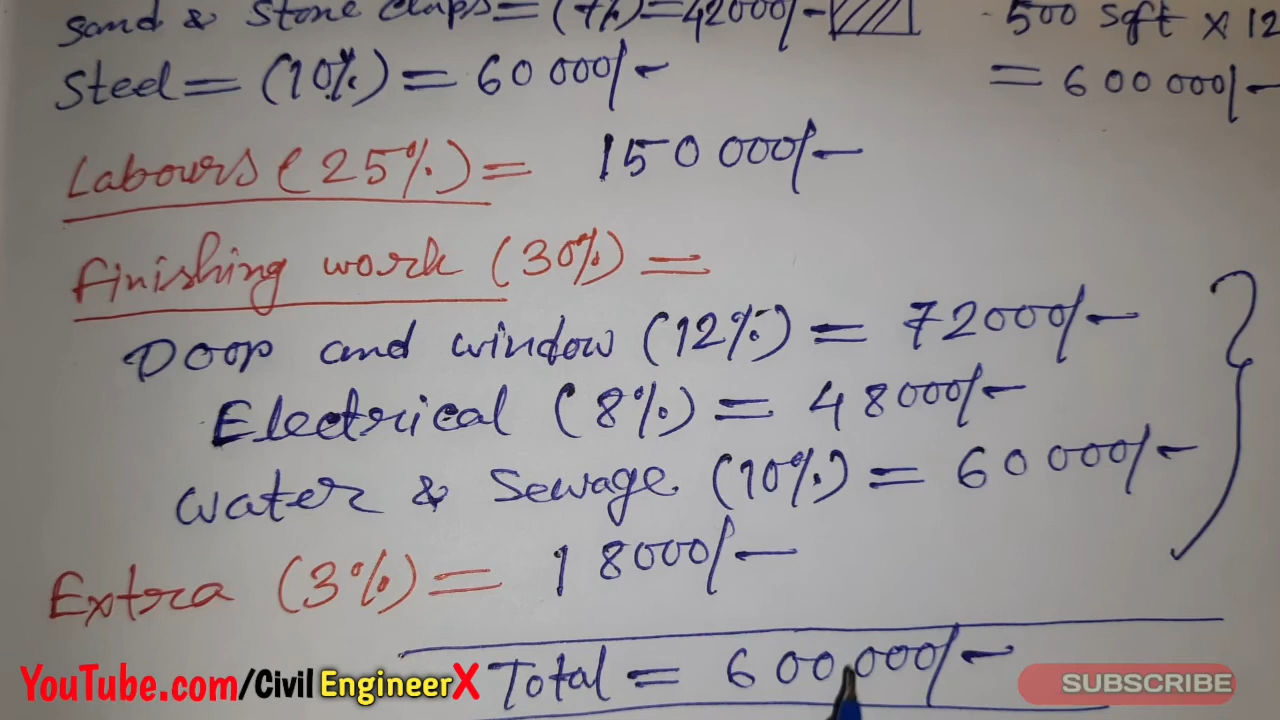 Sand & Stone Chips = (7%) = 42000/-
500 sqft x 12
Steel = (10%) = 60000/-
= 600000/-
Labours (25%) = 150000/-
Finishing work (30%) =
Door and window (12%) = 72000/-
Electrical (8%) = 48000/-
Water & Sewage (10%) = 60000/-
Extra (3%) = 18000/-
Total = 600000/-
YouTube.com/Civil EngineerX
SUBSCRIBE